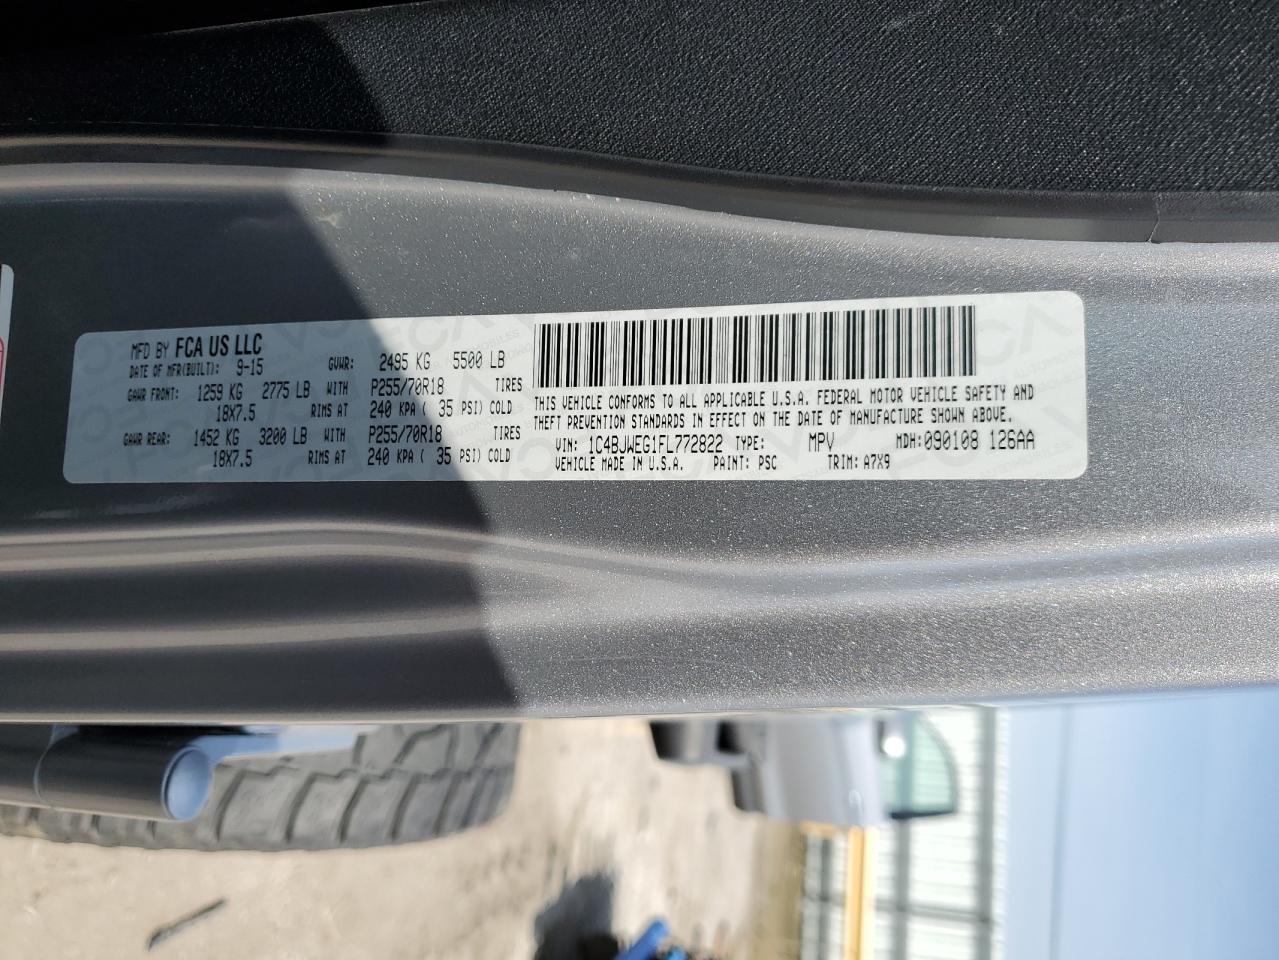 MFD BY FCA US LLC
DATE OF MFR(BUILT): 9-15 GVWR: 2495 KG 5500 LB
GAWR FRONT: 1259 KG 2775 LB WITH P255/70R18 TIRES
18X7.5 RIMS AT 240 KPA ( 35 PSI) COLD
GAWR REAR: 1452 KG 3200 LB WITH P255/70R18 TIRES
18X7.5 RIMS AT 240 KPA ( 35 PSI) COLD
THIS VEHICLE CONFORMS TO ALL APPLICABLE U.S.A. FEDERAL MOTOR VEHICLE SAFETY AND
THEFT PREVENTION STANDARDS IN EFFECT ON THE DATE OF MANUFACTURE SHOWN ABOVE.
VIN: 1C4BJWEG1FL772822 TYPE: MPV MDH: 090108 126AA
VEHICLE MADE IN U.S.A. PAINT: PSC TRIM: A7X9